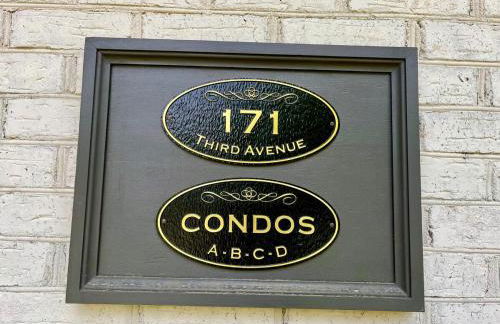 171
THIRD AVENUE
CONDOS
A-B-C-D